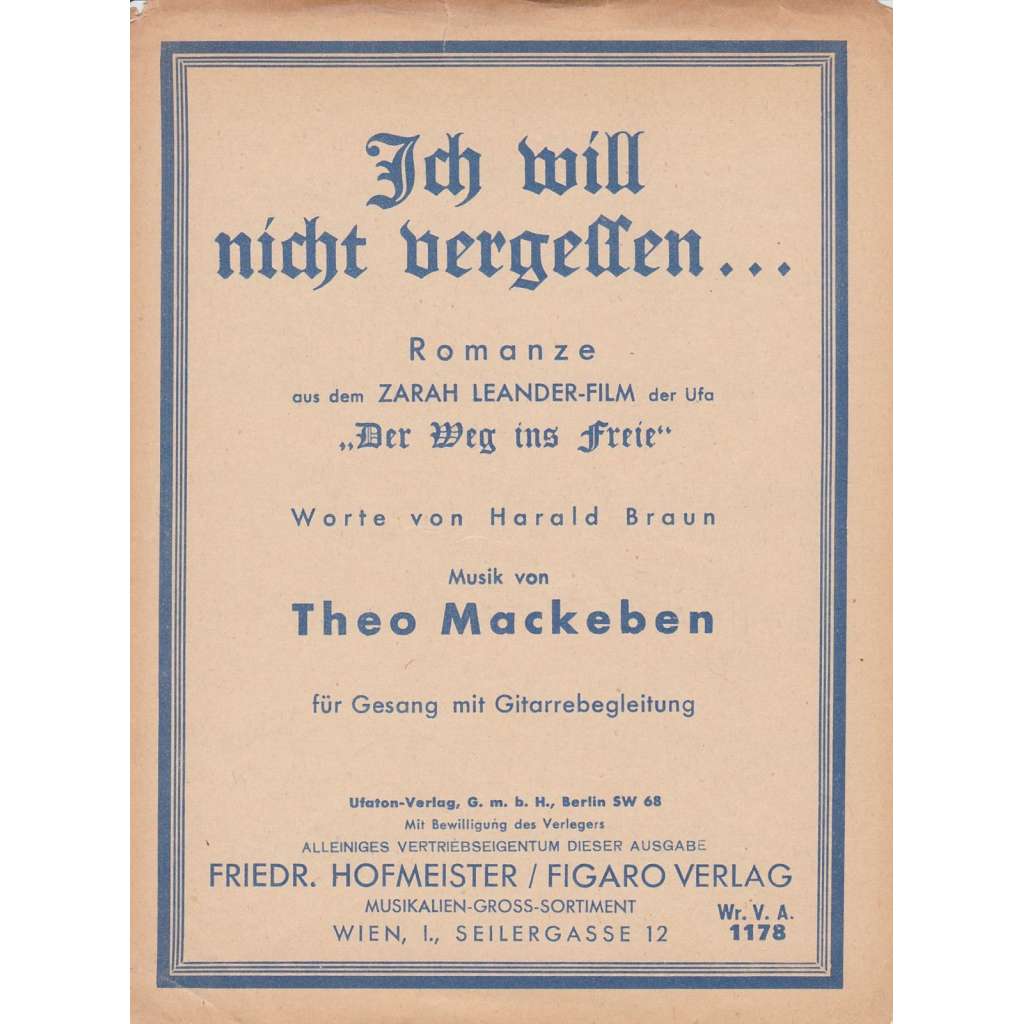 Ich will
nicht vergessen...
Romanze
aus dem ZARAH LEANDER-FILM der Ufa
„Der Weg ins Freie“
Worte von Harald Braun
Musik von
Theo Mackeben
für Gesang mit Gitarrebegleitung
Ufaton-Verlag, G. m. b. H., Berlin SW 68
Mit Bewilligung des Verlegers
ALLEINIGES VERTRIEBSEIGENTUM DIESER AUSGABE
FRIEDR. HOFMEISTER / FIGARO VERLAG
MUSIKALIEN-GROSS-SORTIMENT
WIEN, I., SEILERGASSE 12
Wr. V. A.
1178